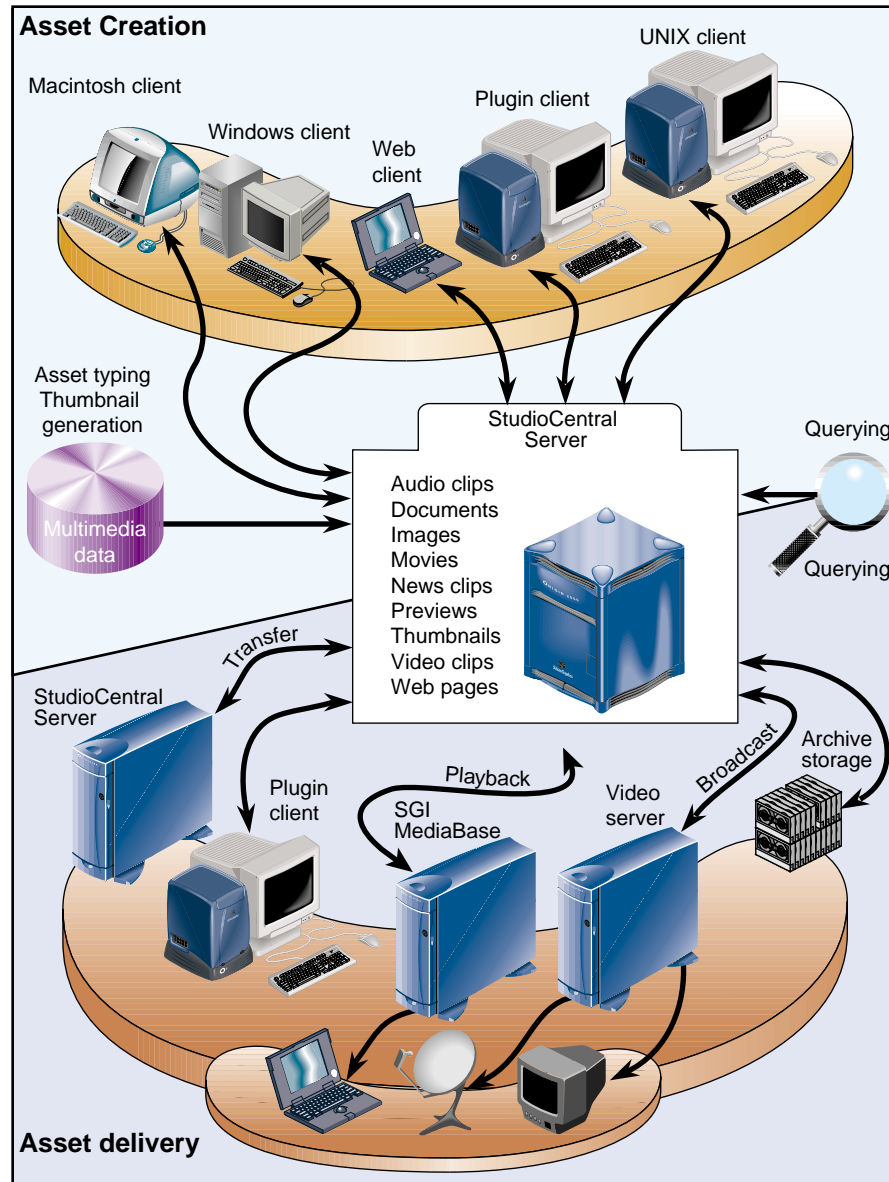 Asset Creation
UNIX client
Macintosh client
Plugin client
Windows client
Web
client
Asset typing
Thumbnail
generation
StudioCentral
Server
Querying
Audio clips
Documents
Images
Movies
News clips
Previews
Thumbnails
Video clips
Web pages
Multimedia
data
Querying
Transfer
StudioCentral
Server
Plugin
client
Playback
SGI
MediaBase
Video
server
Broadcast
Archive
storage
Asset delivery